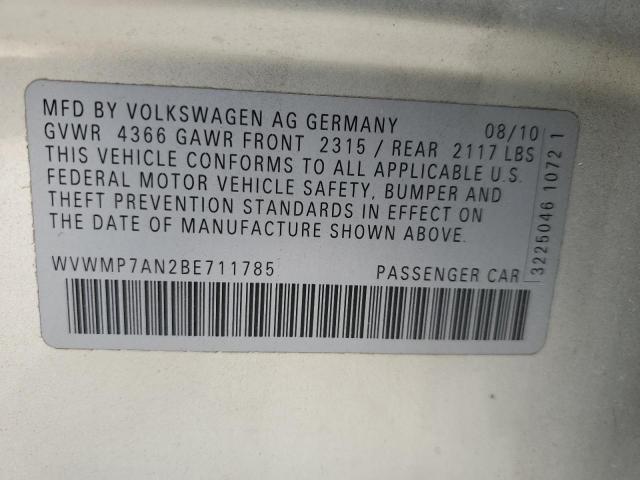 MFD BY VOLKSWAGEN AG GERMANY 08/10
GVWR 4366 GAWR FRONT 2315 / REAR 2117 LBS
THIS VEHICLE CONFORMS TO ALL APPLICABLE U.S.
FEDERAL MOTOR VEHICLE SAFETY, BUMPER AND
THEFT PREVENTION STANDARDS IN EFFECT ON
THE DATE OF MANUFACTURE SHOWN ABOVE.
WVWMP7AN2BE711785 PASSENGER CAR
3225046 1072 1